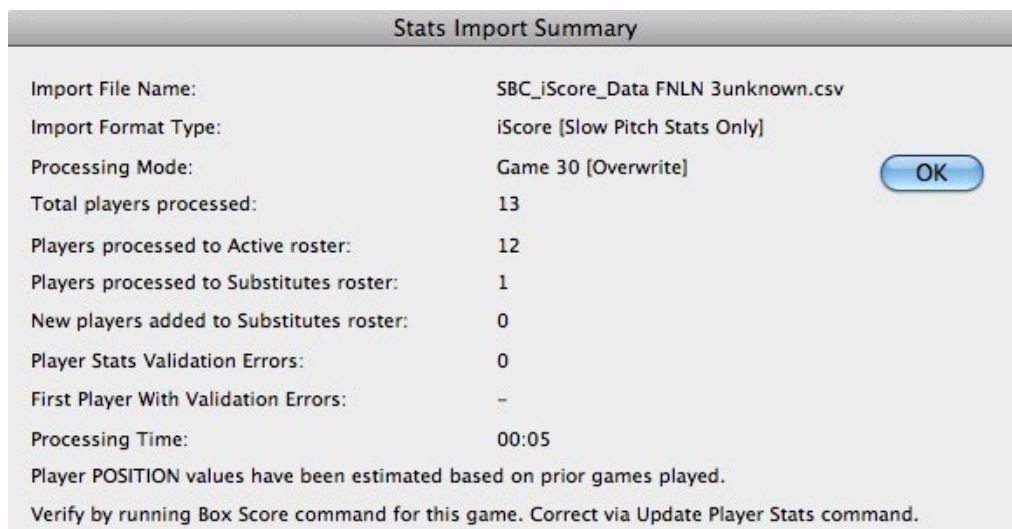 Stats Import Summary
Import File Name: SBC_iScore_Data FNLN 3unknown.csv
Import Format Type: iScore [Slow Pitch Stats Only]
Processing Mode: Game 30 [Overwrite]
OK
Total players processed: 13
Players processed to Active roster: 12
Players processed to Substitutes roster: 1
New players added to Substitutes roster: 0
Player Stats Validation Errors: 0
First Player With Validation Errors: –
Processing Time: 00:05
Player POSITION values have been estimated based on prior games played.
Verify by running Box Score command for this game. Correct via Update Player Stats command.